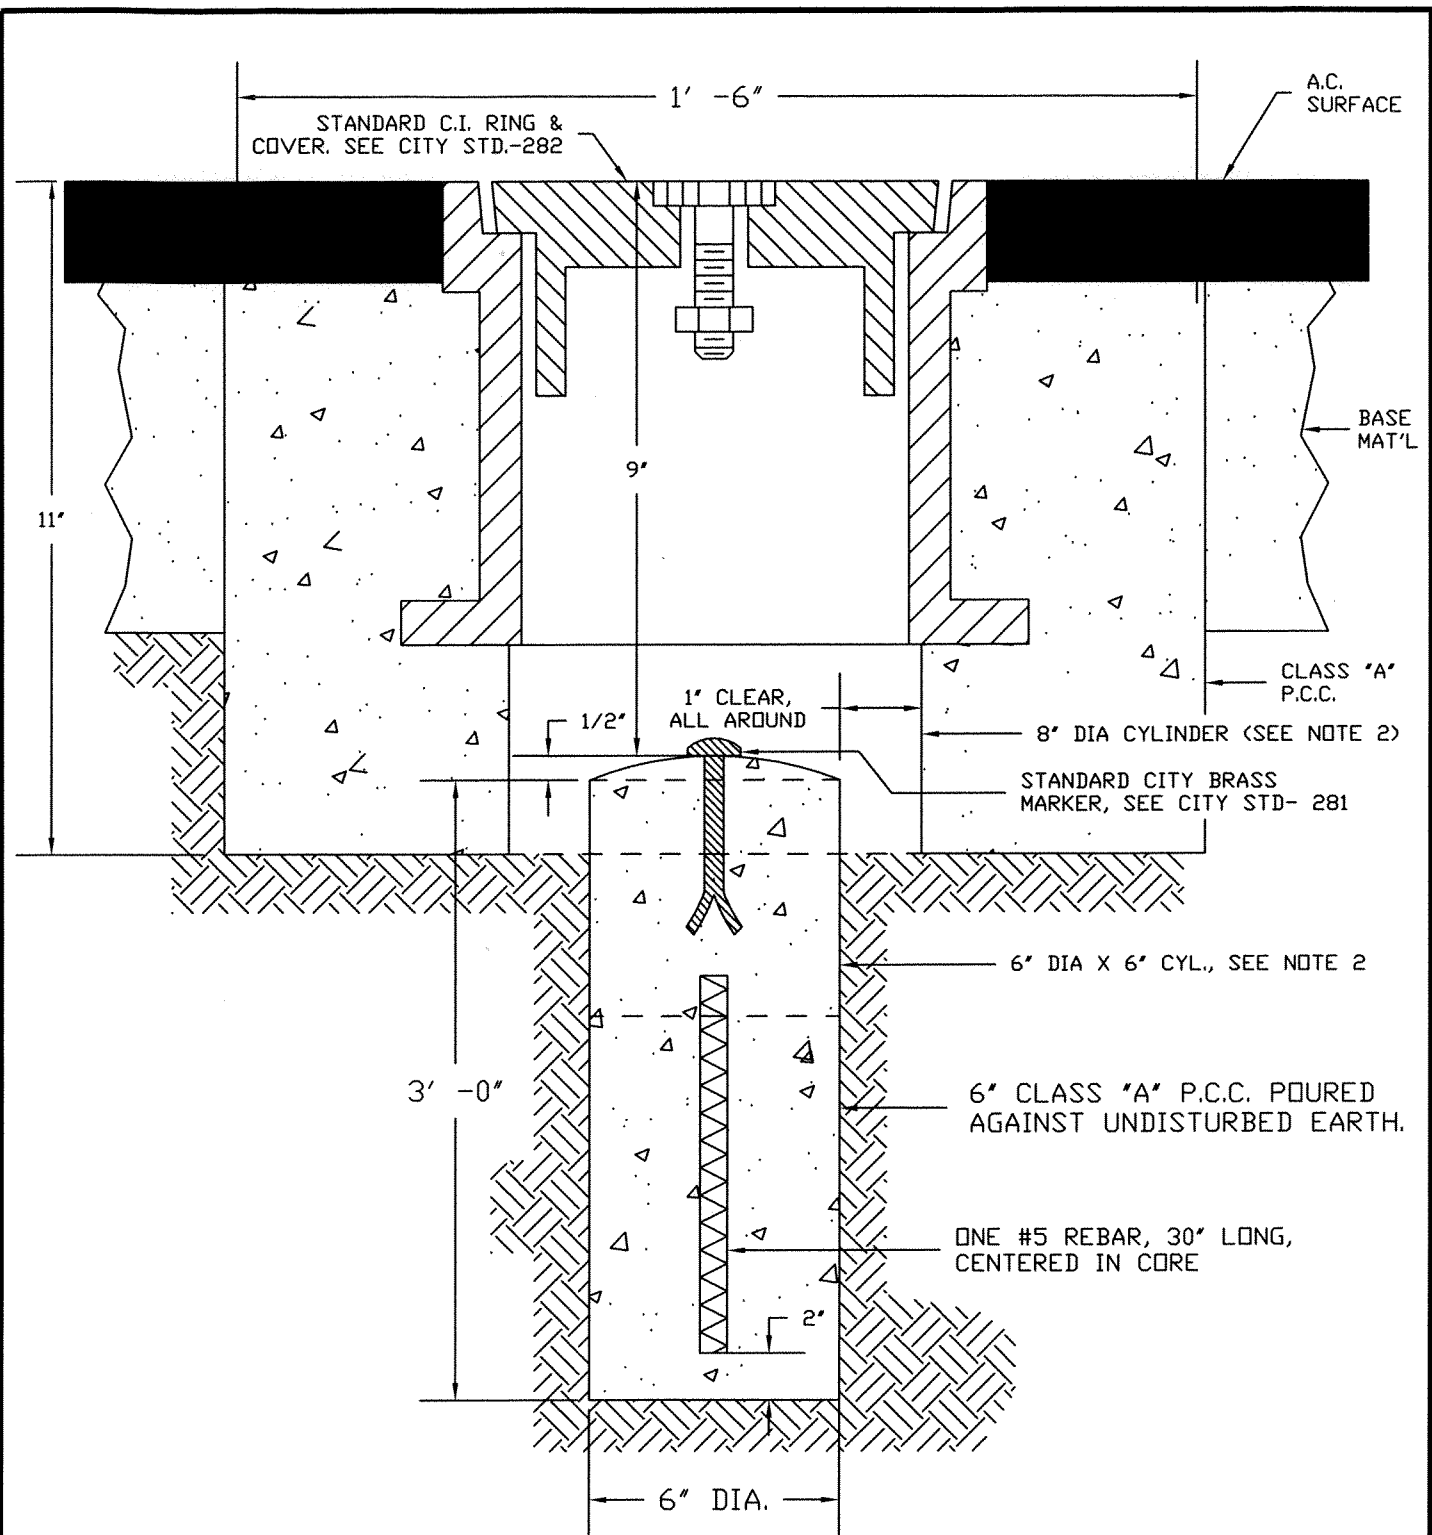 1' -6"
A.C.
SURFACE
STANDARD C.I. RING &
COVER. SEE CITY STD.-282
BASE
MAT'L
9"
11"
CLASS "A"
P.C.C.
1" CLEAR,
ALL AROUND
1/2"
8" DIA CYLINDER (SEE NOTE 2)
STANDARD CITY BRASS
MARKER, SEE CITY STD- 281
6" DIA X 6" CYL., SEE NOTE 2
3' -0"
6" CLASS "A" P.C.C. POURED
AGAINST UNDISTURBED EARTH.
ONE #5 REBAR, 30" LONG,
CENTERED IN CORE
2"
6" DIA.